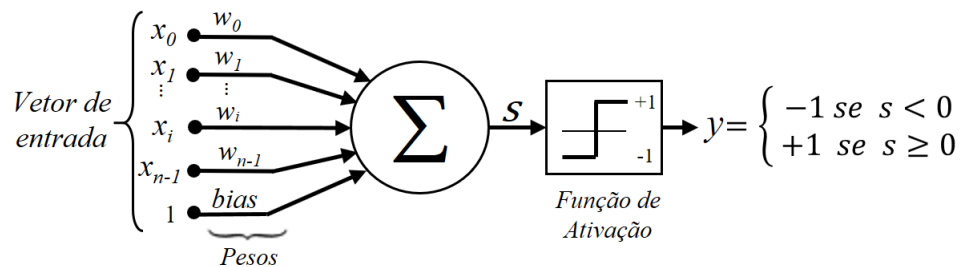 Vetor de
entrada
x₀ w₀
x₁ w₁
⋮ ⋮
xᵢ wᵢ
xₙ₋₁ wₙ₋₁
1 bias
Pesos
∑
s
+1
-1
Função de
Ativação
y= { −1 se s < 0
+1 se s ≥ 0